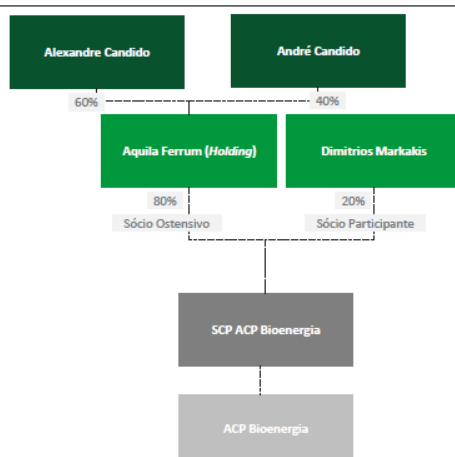 Alexandre Candido
André Candido
60%
40%
Aquila Ferrum (Holding)
Dimitrios Markakis
80%
20%
Sócio Ostensivo
Sócio Participante
SCP ACP Bioenergia
ACP Bioenergia